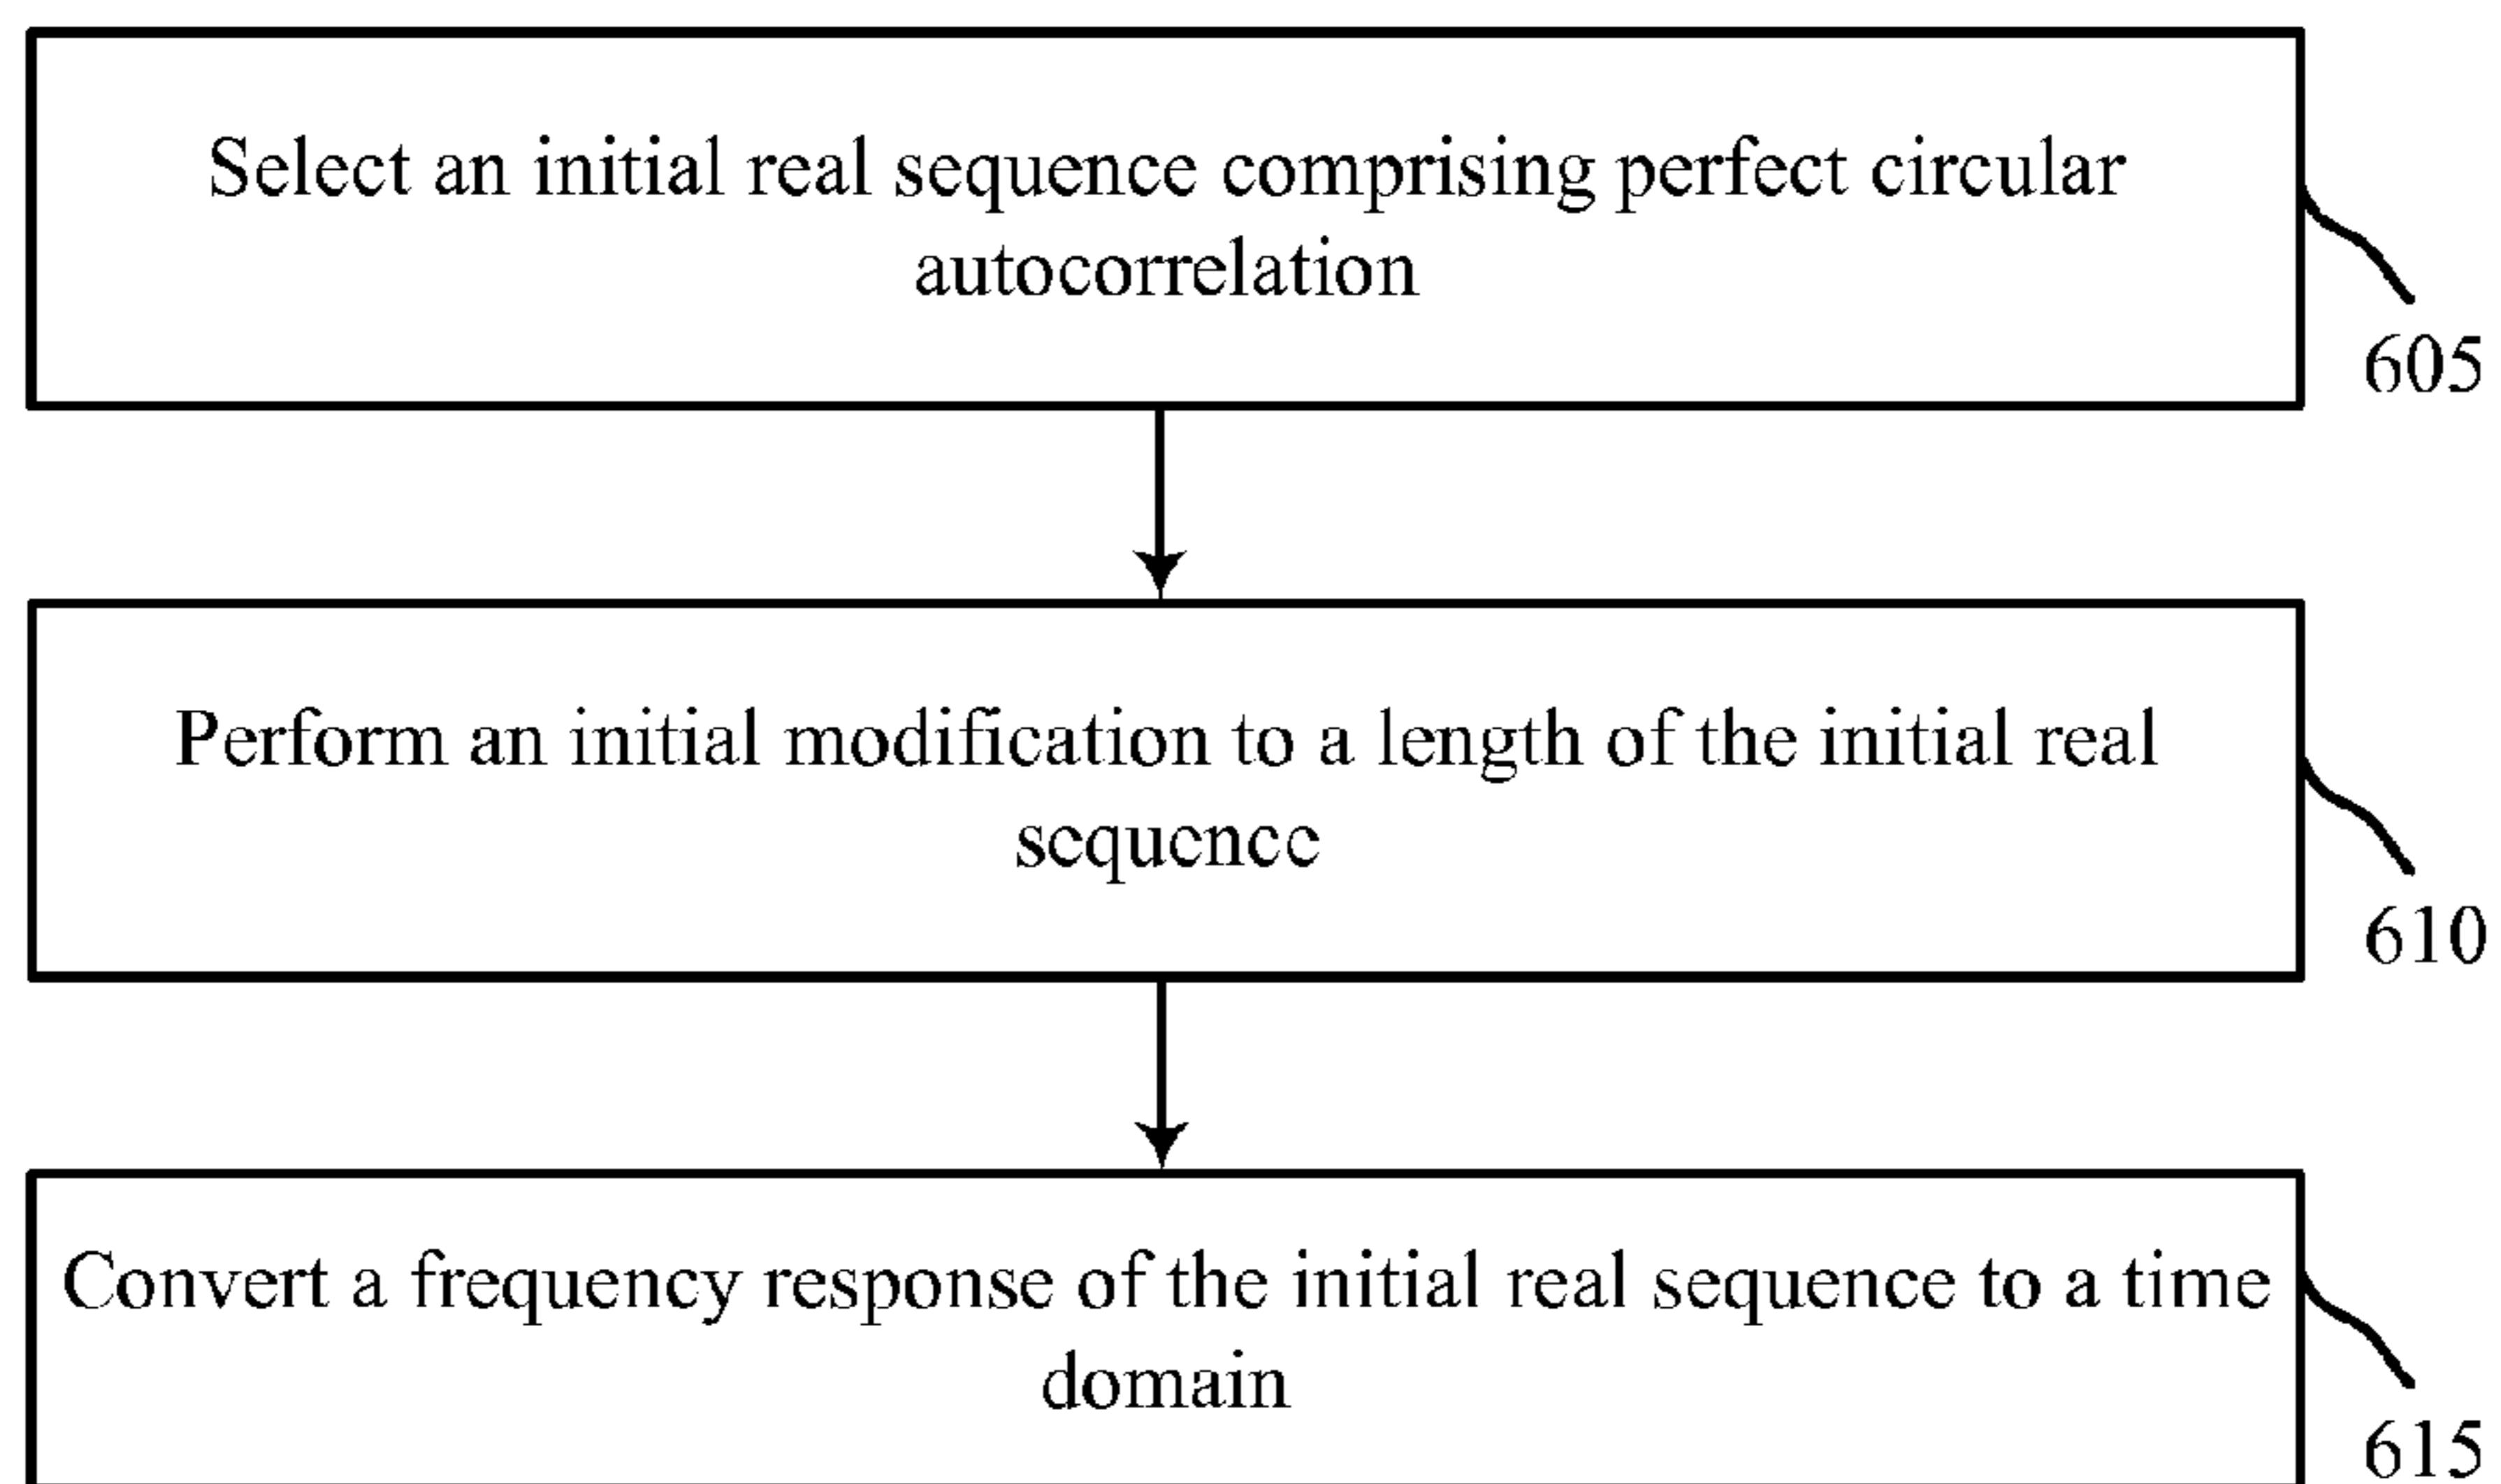 Select an initial real sequence comprising perfect circular
autocorrelation
605
Perform an initial modification to a length of the initial real
sequence
610
Convert a frequency response of the initial real sequence to a time
domain
615